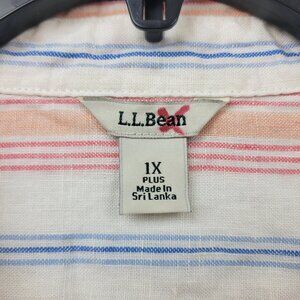 L.L.Bean
1X
PLUS
Made In
Sri Lanka